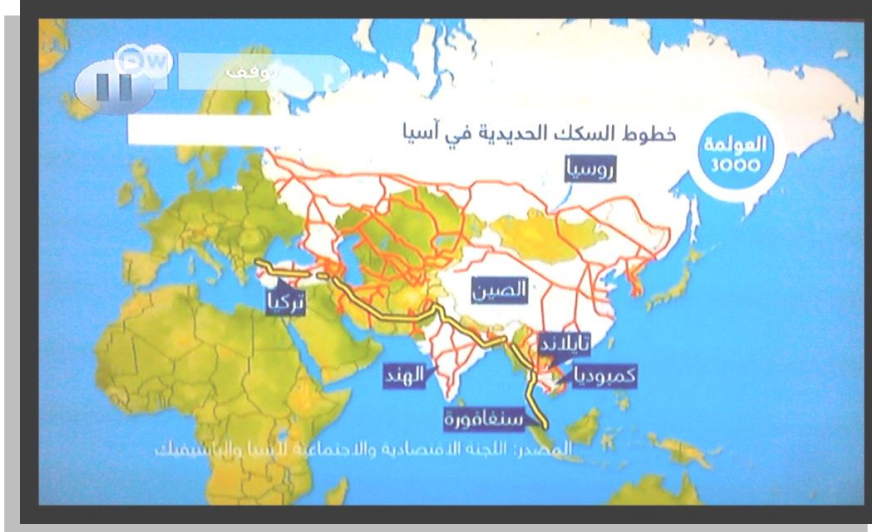 DW
توقف
خطوط السكك الحديدية في آسيا
العولمة
3000
روسيا
الصين
تركيا
تايلاند
الهند
كمبوديا
سنغافورة
المصدر: اللجنة الاقتصادية والاجتماعية لآسيا والباسيفيك